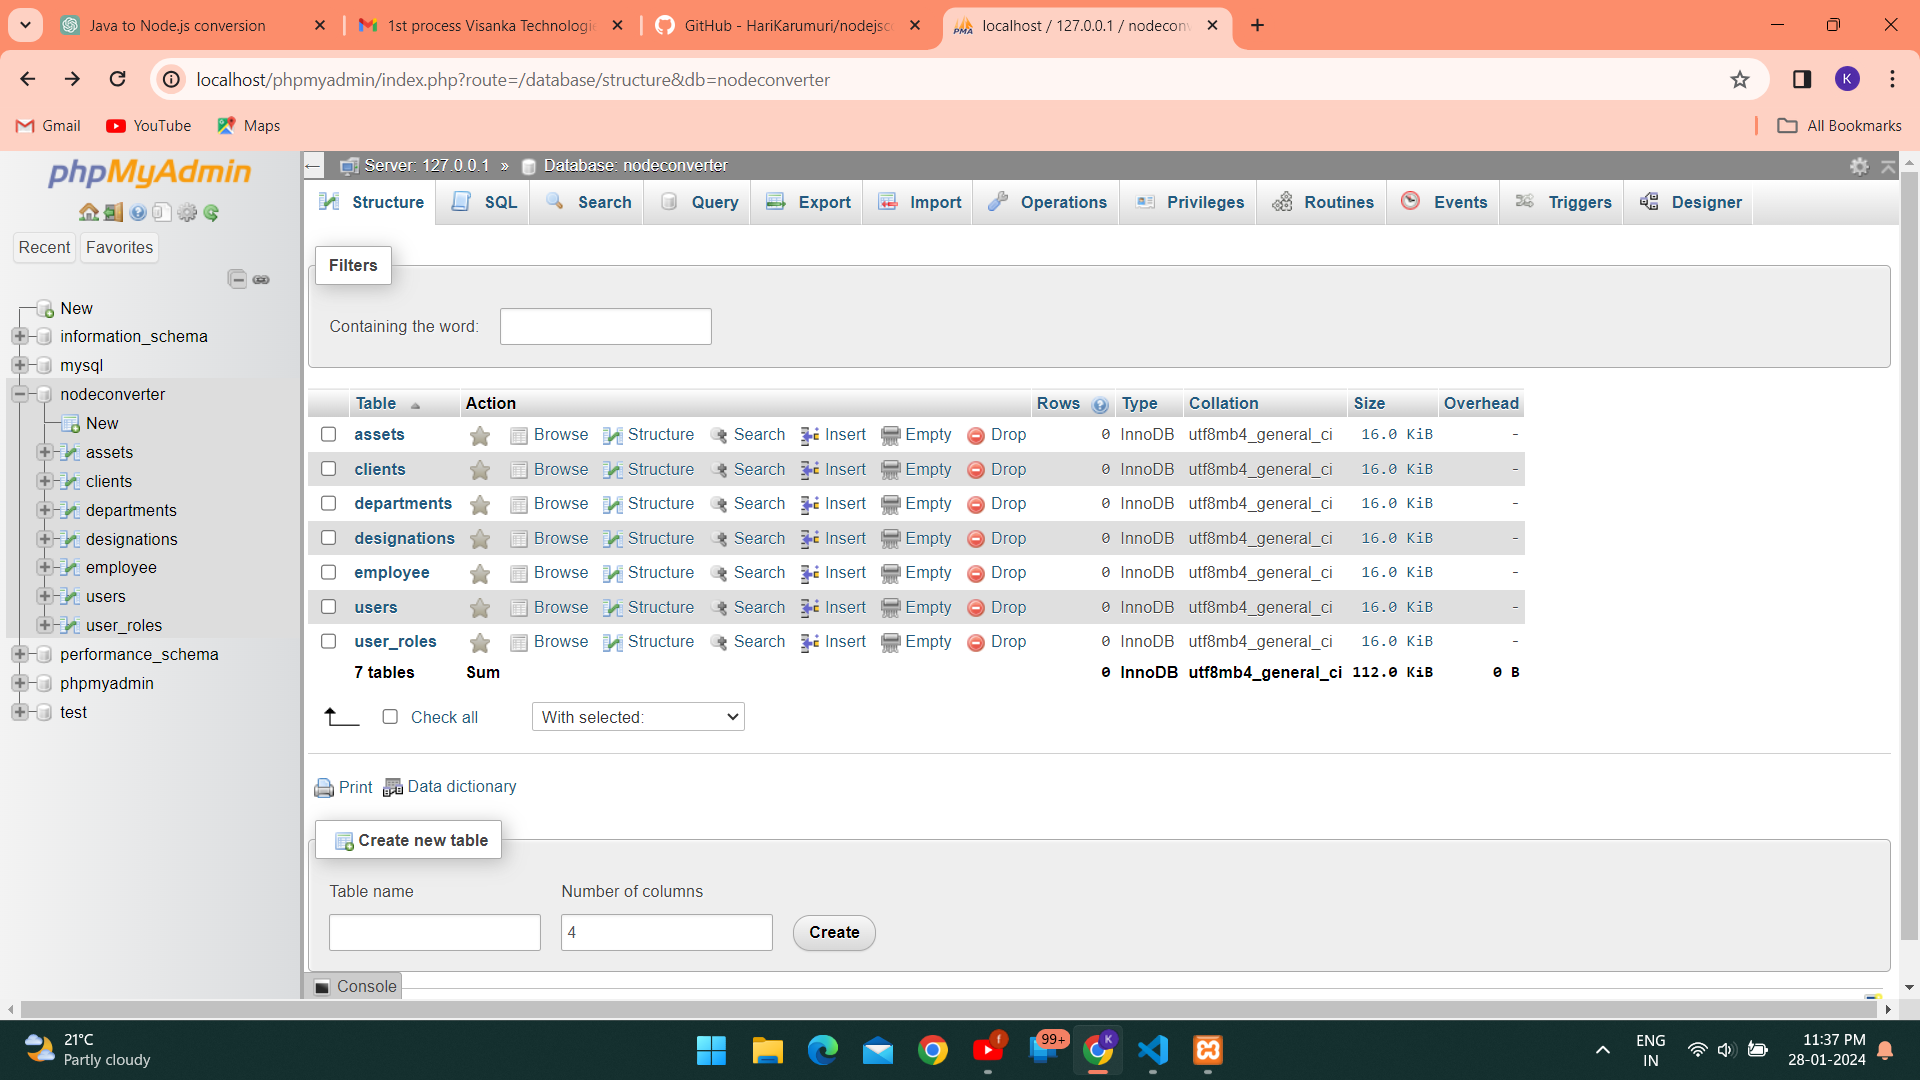 Java to Node.js conversion
1st process Visanka Technologie
GitHub - HariKarumuri/nodejsc
localhost / 127.0.0.1 / nodeconv
localhost/phpmyadmin/index.php?route=/database/structure&db=nodeconverter
K
Gmail
YouTube
Maps
All Bookmarks
phpMyAdmin
Recent
Favorites
New
information_schema
mysql
nodeconverter
New
assets
clients
departments
designations
employee
users
user_roles
performance_schema
phpmyadmin
test
Server: 127.0.0.1 » Database: nodeconverter
Structure SQL Search Query Export Import Operations Privileges Routines Events Triggers Designer
Filters
Containing the word:
Table Action Rows Type Collation Size Overhead
assets Browse Structure Search Insert Empty Drop 0 InnoDB utf8mb4_general_ci 16.0 KiB -
clients Browse Structure Search Insert Empty Drop 0 InnoDB utf8mb4_general_ci 16.0 KiB -
departments Browse Structure Search Insert Empty Drop 0 InnoDB utf8mb4_general_ci 16.0 KiB -
designations Browse Structure Search Insert Empty Drop 0 InnoDB utf8mb4_general_ci 16.0 KiB -
employee Browse Structure Search Insert Empty Drop 0 InnoDB utf8mb4_general_ci 16.0 KiB -
users Browse Structure Search Insert Empty Drop 0 InnoDB utf8mb4_general_ci 16.0 KiB -
user_roles Browse Structure Search Insert Empty Drop 0 InnoDB utf8mb4_general_ci 16.0 KiB -
7 tables Sum 0 InnoDB utf8mb4_general_ci 112.0 KiB 0 B
Check all With selected:
Print Data dictionary
Create new table
Table name Number of columns
4 Create
Console
21°C
Partly cloudy
99+
K
ENG
IN
11:37 PM
28-01-2024